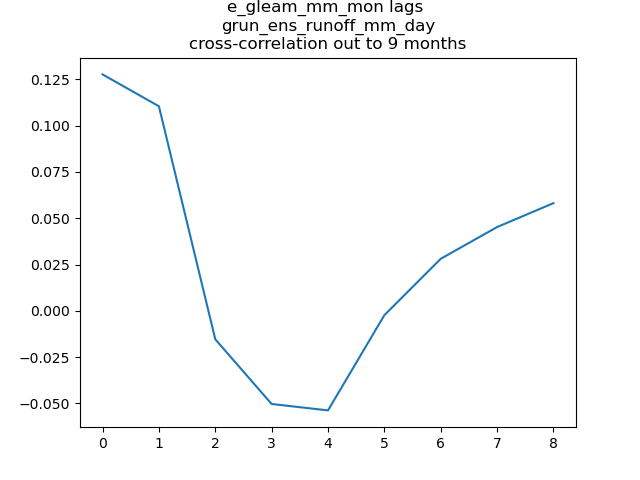 e_gleam_mm_mon lags
grun_ens_runoff_mm_day
cross-correlation out to 9 months
0.125
0.100
0.075
0.050
0.025
0.000
−0.025
−0.050
0 1 2 3 4 5 6 7 8